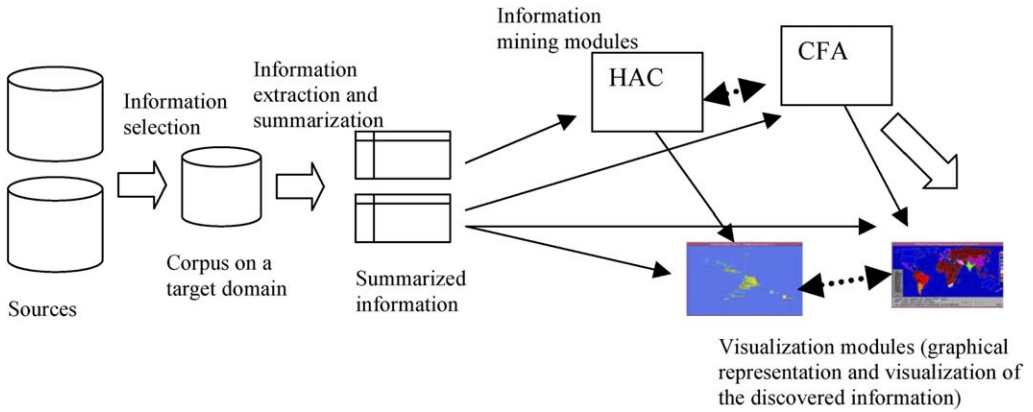 Information
mining modules
HAC
CFA
Information
extraction and
summarization
Information
selection
Corpus on a
target domain
Summarized
information
Sources
Visualization modules (graphical
representation and visualization of
the discovered information)